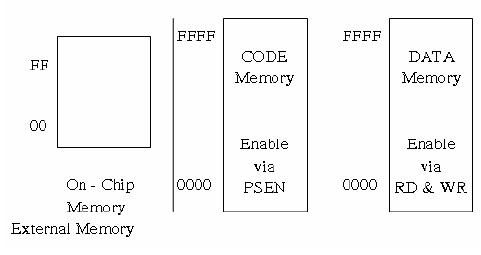 FF
00
On - Chip
Memory
External Memory
FFFF
0000
CODE
Memory
Enable
via
PSEN
FFFF
0000
DATA
Memory
Enable
via
RD & WR